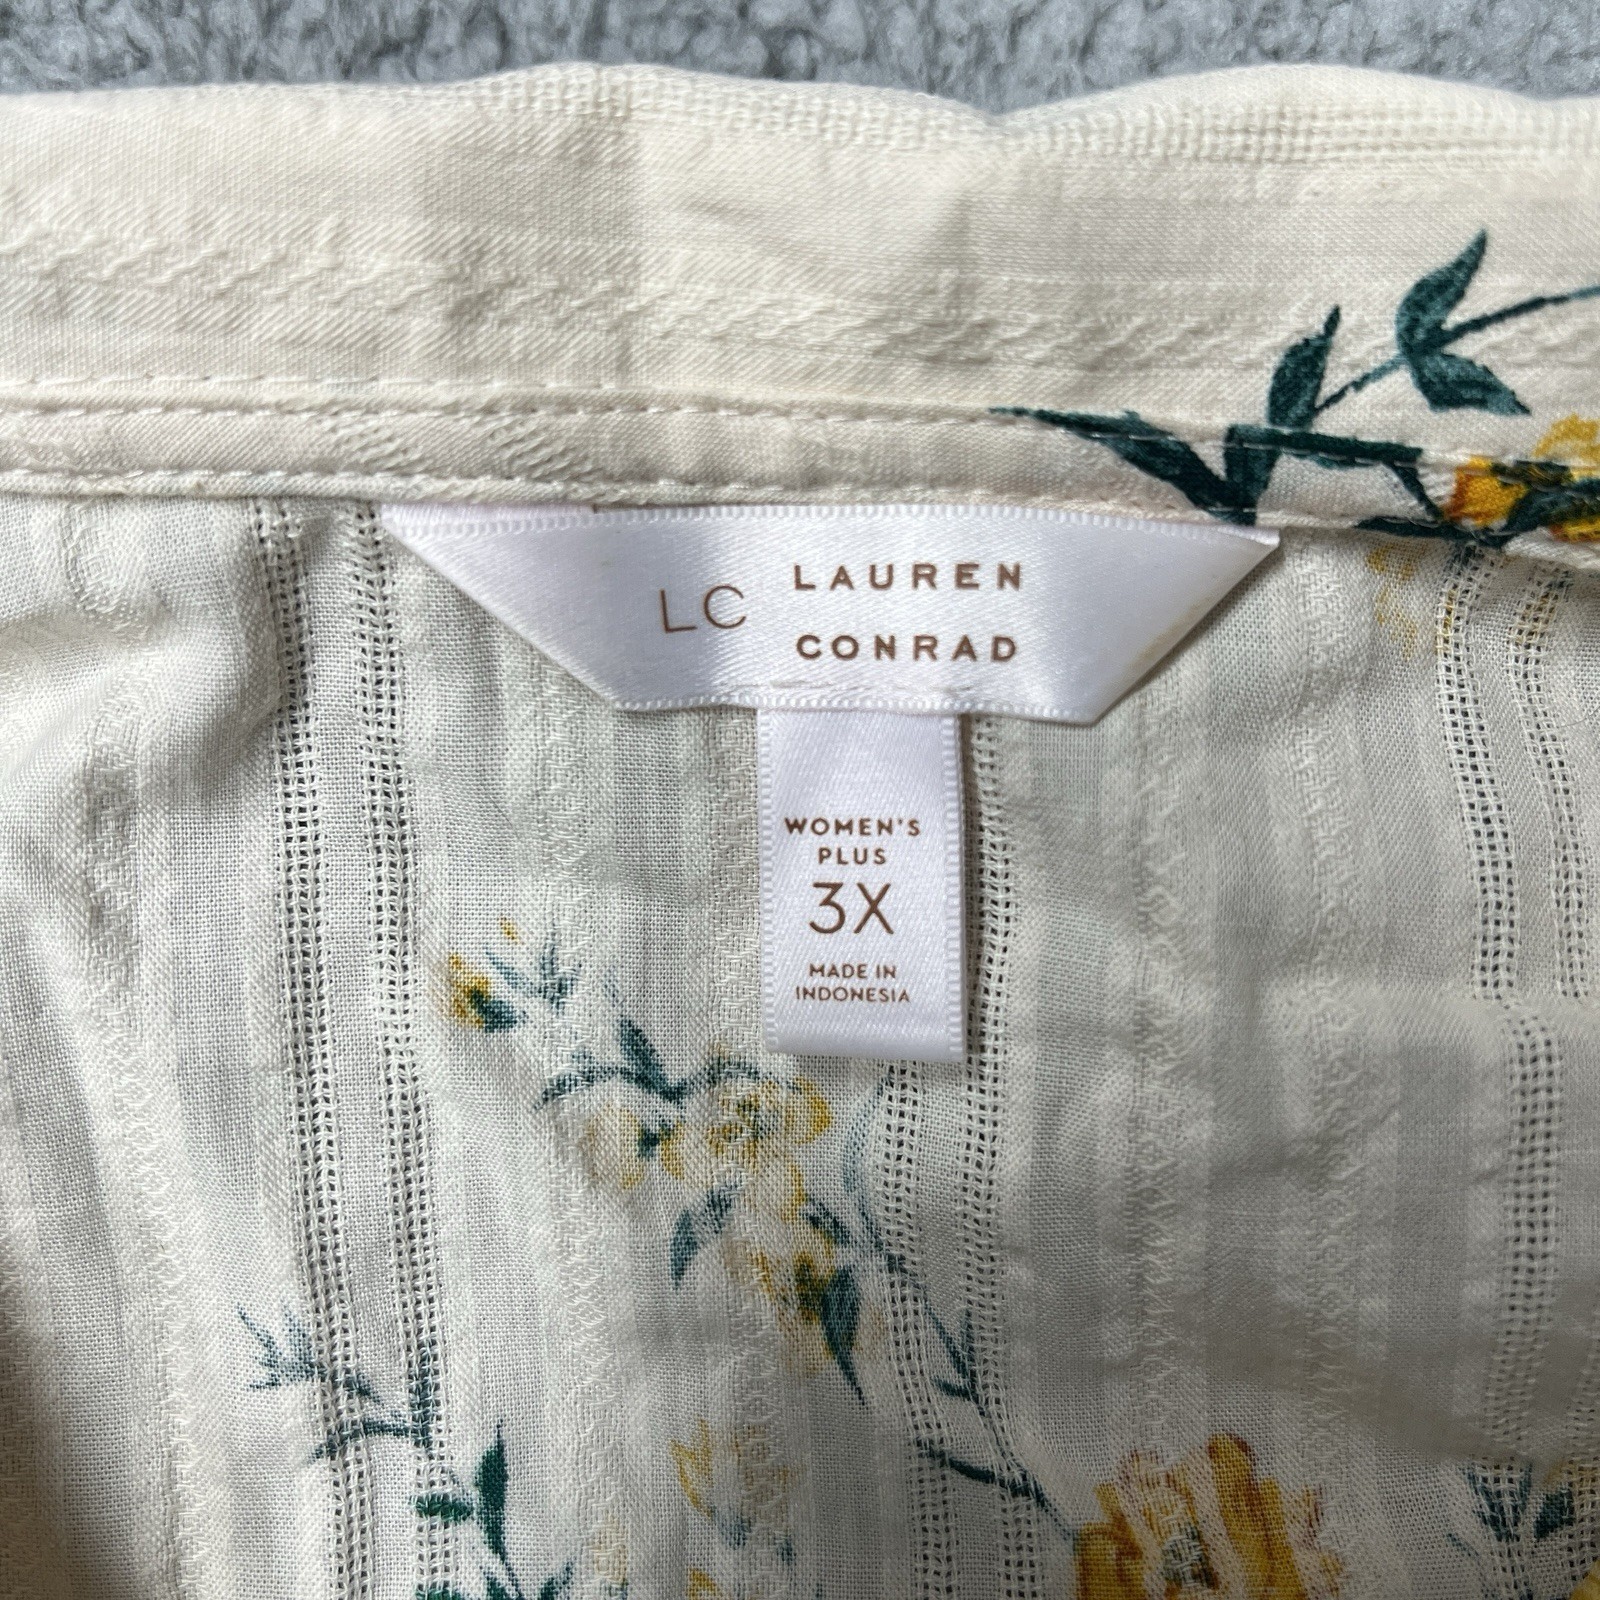 LC LAUREN
CONRAD
WOMEN'S
PLUS
3X
MADE IN
INDONESIA